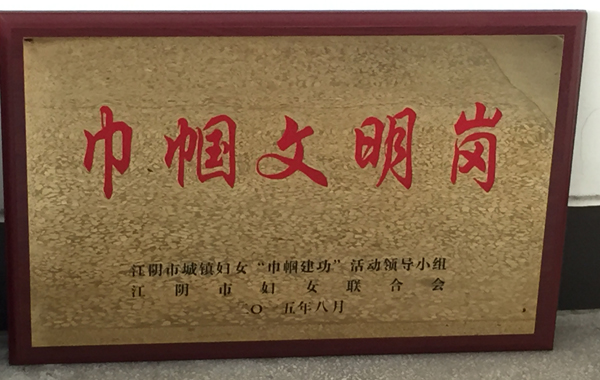 巾帼文明岗
江阴市城镇妇女“巾帼建功”活动领导小组
江阴市妇女联合会
二〇一五年八月